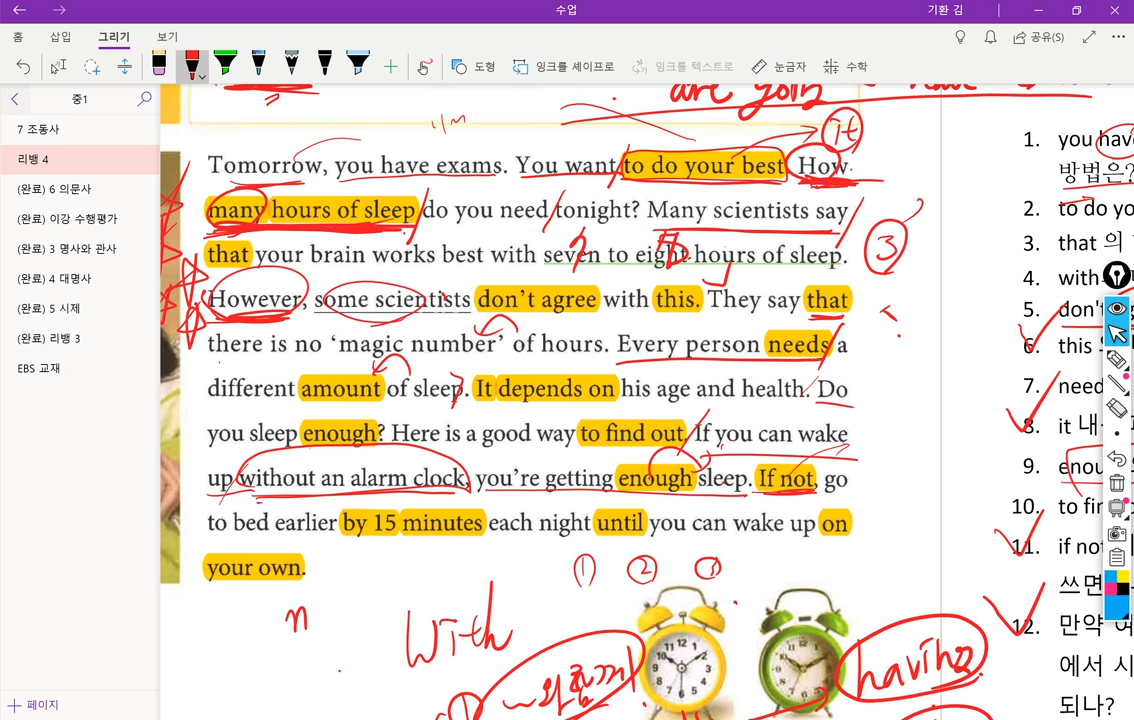 수업
기환 김
홈 삽입 그리기 보기
공유(S)
도형
잉크를 셰이프로
잉크를 텍스트로
눈금자
수학
중1
7 조동사
리뱅 4
(완료) 6 의문사
(완료) 이강 수행평가
(완료) 3 명사와 관사
(완료) 4 대명사
(완료) 5 시제
(완료) 리뱅 3
EBS 교재
페이지
are going have
it
Tomorrow, you have exams. You want to do your best. How
many hours of sleep do you need tonight? Many scientists say
that your brain works best with seven to eight hours of sleep.
However, some scientists don't agree with this. They say that
there is no 'magic number' of hours. Every person needs a
different amount of sleep. It depends on his age and health. Do
you sleep enough? Here is a good way to find out. If you can wake
up without an alarm clock, you're getting enough sleep. If not, go
to bed earlier by 15 minutes each night until you can wake up on
your own.
③
① ② ③
n
With
having
1. you hav
방법은?
2. to do yo
3. that 의
4. with
5. don't
6. this
7. need
8. it 내
9. enou
10. to fin
11. if not
쓰면
12. 만약
에서 시
되나?